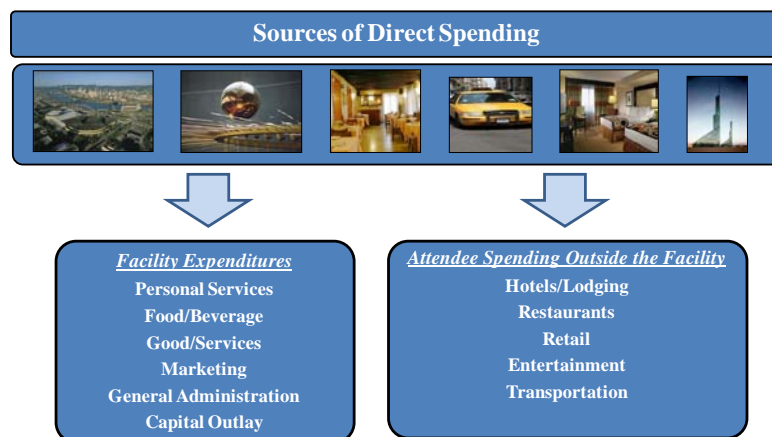 Sources of Direct Spending
Facility Expenditures
Personal Services
Food/Beverage
Good/Services
Marketing
General Administration
Capital Outlay
Attendee Spending Outside the Facility
Hotels/Lodging
Restaurants
Retail
Entertainment
Transportation